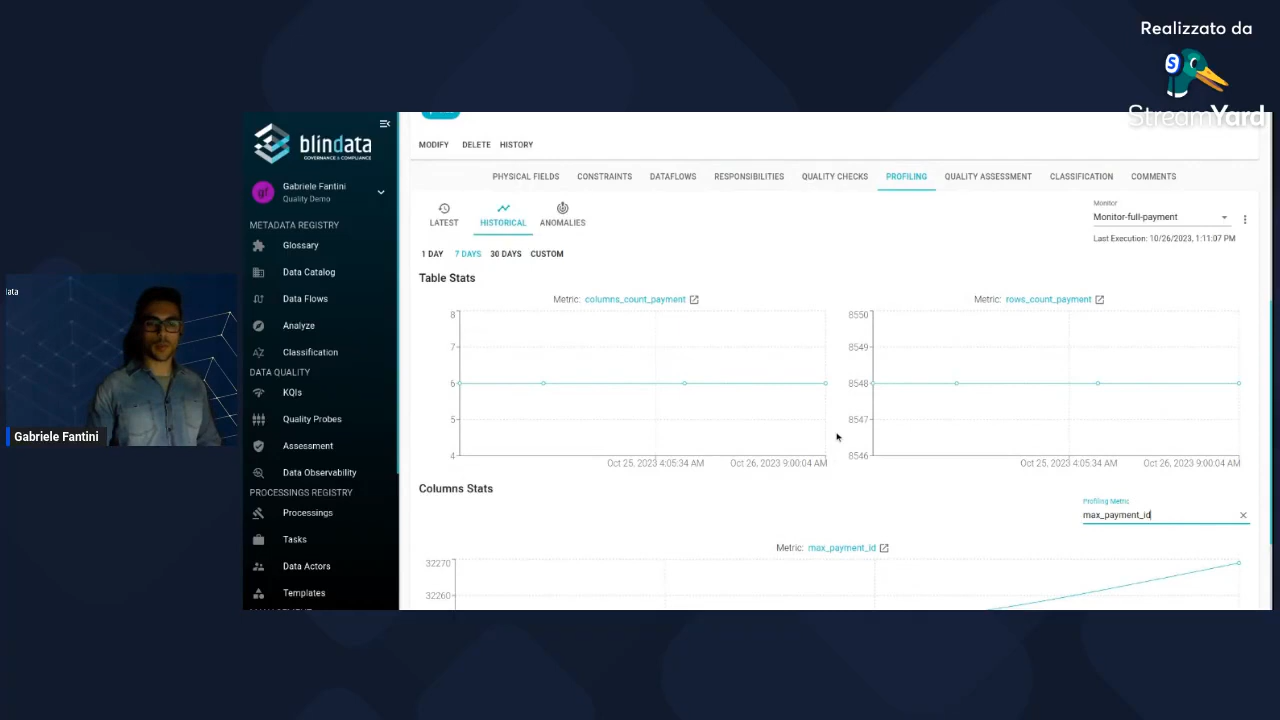 Realizzato da
S
StreamYard
blindata
GOVERNANCE & COMPLIANCE
gf
Gabriele Fantini
Quality Demo
METADATA REGISTRY
Glossary
Data Catalog
Data Flows
Analyze
Classification
DATA QUALITY
KQIs
Quality Probes
Assessment
Data Observability
PROCESSINGS REGISTRY
Processings
Tasks
Data Actors
Templates
MODIFY DELETE HISTORY
PHYSICAL FIELDS CONSTRAINTS DATAFLOWS RESPONSIBILITIES QUALITY CHECKS PROFILING QUALITY ASSESSMENT CLASSIFICATION COMMENTS
LATEST HISTORICAL ANOMALIES
Monitor
Monitor-full-payment
Last Execution: 10/26/2023, 1:11:07 PM
1 DAY 7 DAYS 30 DAYS CUSTOM
Table Stats
Metric: columns_count_payment
8
7
6
5
4
Oct 25, 2023 4:05:34 AM Oct 26, 2023 9:00:04 AM
Metric: rows_count_payment
8550
8549
8548
8547
8546
Oct 25, 2023 4:05:34 AM Oct 26, 2023 9:00:04 AM
Columns Stats
Profiling Metric
max_payment_id
Metric: max_payment_id
32270
32260
data
Gabriele Fantini